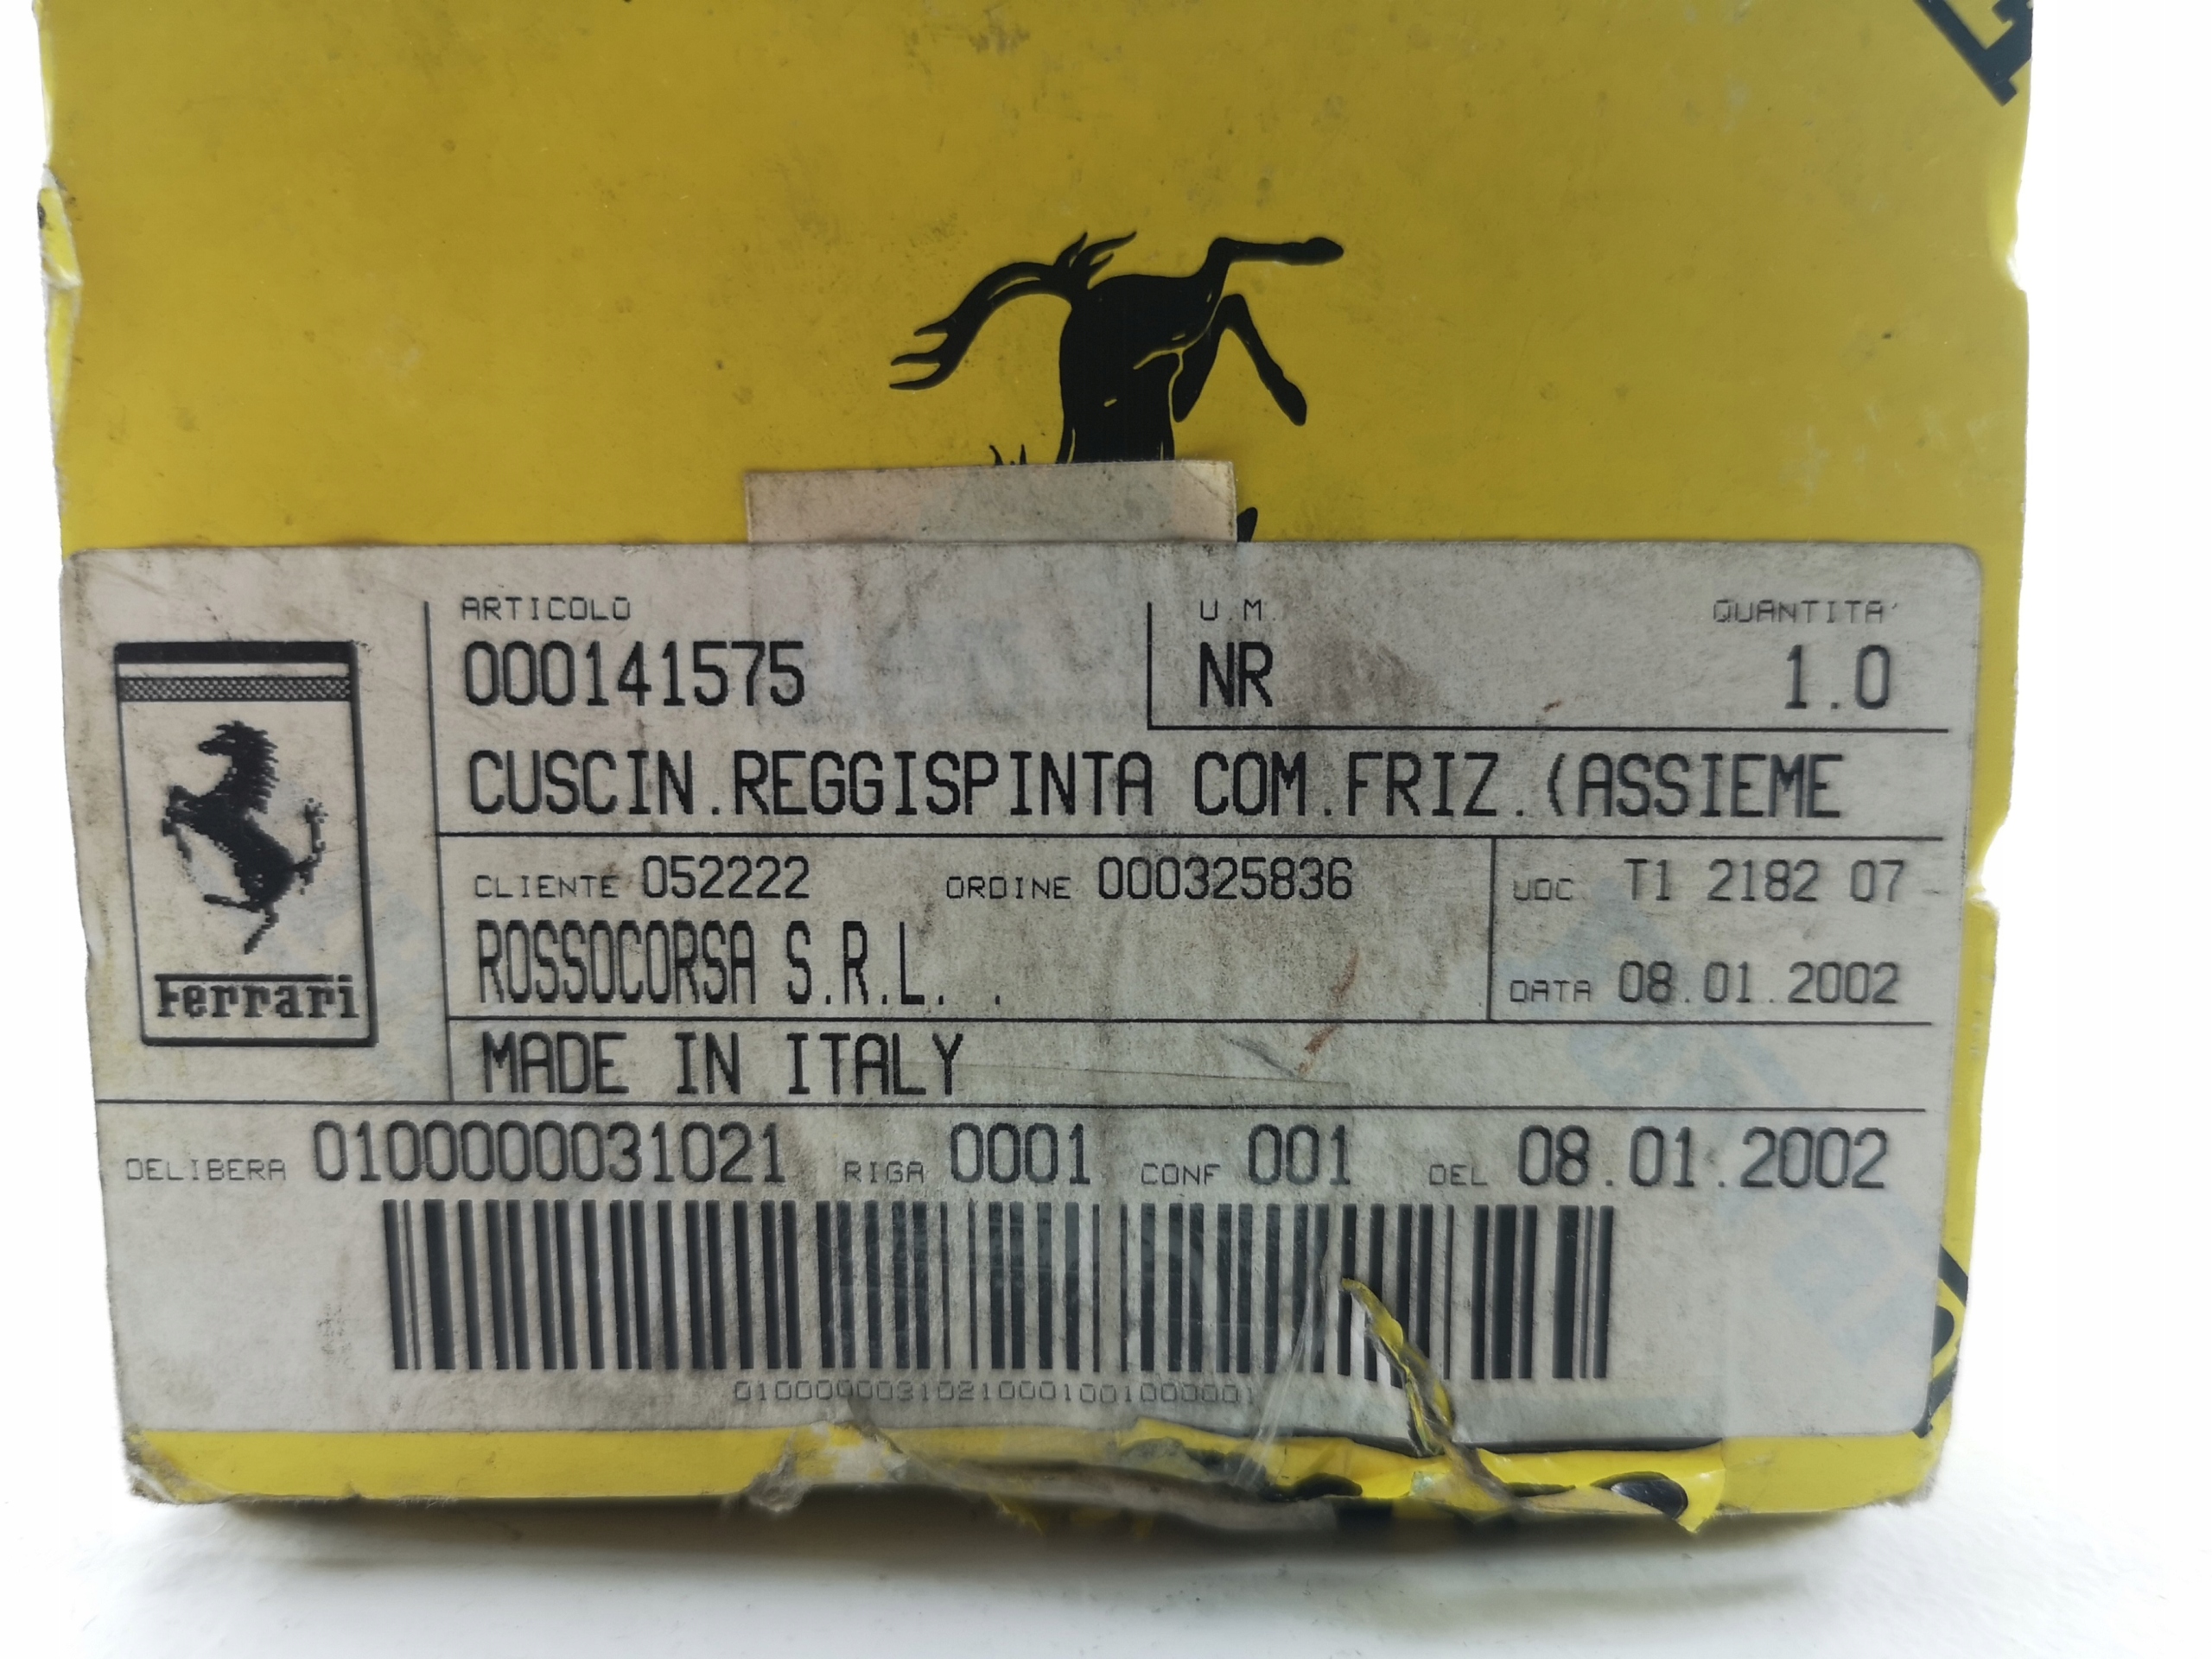 ARTICOLO U.M. QUANTITA'
000141575 NR 1.0
CUSCIN.REGGISPINTA COM.FRIZ.(ASSIEME
CLIENTE 052222 ORDINE 000325836 UDC T1 2182 07
ROSSOCORSA S.R.L. . DATA 08.01.2002
Ferrari
MADE IN ITALY
DELIBERA 0100000031021 RIGA 0001 CONF 001 DEL 08.01.2002
010000003102100010010000001